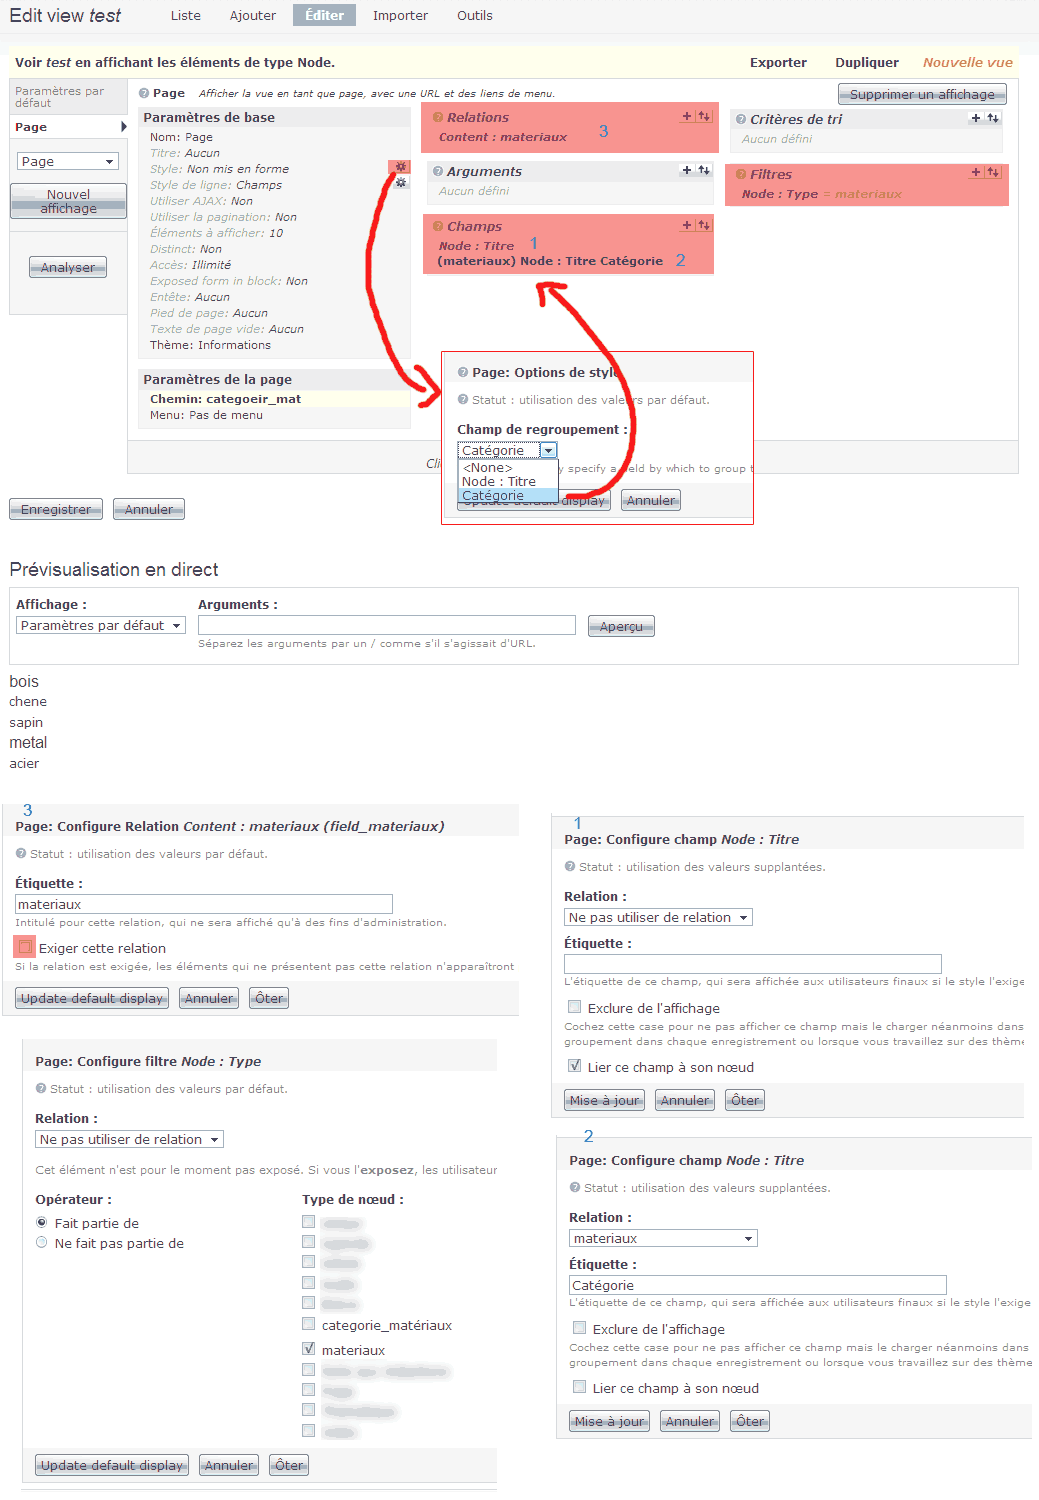 Edit view test
Liste Ajouter Éditer Importer Outils
Voir test en affichant les éléments de type Node.
Exporter Dupliquer Nouvelle vue
Paramètres par défaut
Page
Page
Nouvel affichage
Analyser
Page Afficher la vue en tant que page, avec une URL et des liens de menu.
Supprimer un affichage
Paramètres de base
Nom: Page
Titre: Aucun
Style: Non mis en forme
Style de ligne: Champs
Utiliser AJAX: Non
Utiliser la pagination: Non
Éléments à afficher: 10
Distinct: Non
Accès: Illimité
Exposed form in block: Non
Entête: Aucun
Pied de page: Aucun
Texte de page vide: Aucun
Thème: Informations
Paramètres de la page
Chemin: categoeir_mat
Menu: Pas de menu
Relations
Content : materiaux 3
Arguments
Aucun défini
Champs
Node : Titre 1
(materiaux) Node : Titre Catégorie 2
Critères de tri
Aucun défini
Filtres
Node : Type = materiaux
Page: Options de style
Statut : utilisation des valeurs par défaut.
Champ de regroupement :
Catégorie
<None>
Node : Titre
Catégorie
y specify a field by which to group t
Update default display Annuler
Enregistrer Annuler
Prévisualisation en direct
Affichage : Arguments :
Paramètres par défaut Aperçu
Séparez les arguments par un / comme s'il s'agissait d'URL.
bois
chene
sapin
metal
acier
3
Page: Configure Relation Content : materiaux (field_materiaux)
Statut : utilisation des valeurs par défaut.
Étiquette :
materiaux
Intitulé pour cette relation, qui ne sera affiché qu'à des fins d'administration.
Exiger cette relation
Si la relation est exigée, les éléments qui ne présentent pas cette relation n'apparaîtront
Update default display Annuler Ôter
Page: Configure filtre Node : Type
Statut : utilisation des valeurs par défaut.
Relation :
Ne pas utiliser de relation
Cet élément n'est pour le moment pas exposé. Si vous l'exposez, les utilisateur
Opérateur :
Fait partie de
Ne fait pas partie de
Type de nœud :
categorie_matériaux
materiaux
Update default display Annuler Ôter
1
Page: Configure champ Node : Titre
Statut : utilisation des valeurs supplantées.
Relation :
Ne pas utiliser de relation
Étiquette :
L'étiquette de ce champ, qui sera affichée aux utilisateurs finaux si le style l'exige
Exclure de l'affichage
Cochez cette case pour ne pas afficher ce champ mais le charger néanmoins dans
groupement dans chaque enregistrement ou lorsque vous travaillez sur des thème
Lier ce champ à son nœud
Mise à jour Annuler Ôter
2
Page: Configure champ Node : Titre
Statut : utilisation des valeurs supplantées.
Relation :
materiaux
Étiquette :
Catégorie
L'étiquette de ce champ, qui sera affichée aux utilisateurs finaux si le style l'exige
Exclure de l'affichage
Cochez cette case pour ne pas afficher ce champ mais le charger néanmoins dans
groupement dans chaque enregistrement ou lorsque vous travaillez sur des thème
Lier ce champ à son nœud
Mise à jour Annuler Ôter